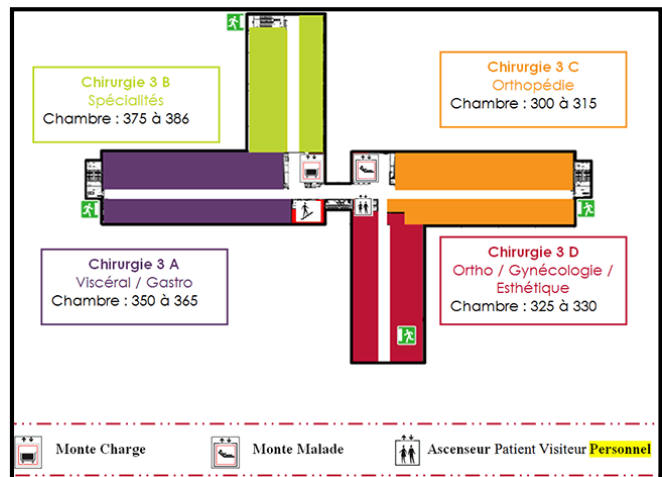 Chirurgie 3 B
Spécialités
Chambre : 375 à 386
Chirurgie 3 C
Orthopédie
Chambre : 300 à 315
Chirurgie 3 A
Viscéral / Gastro
Chambre : 350 à 365
Chirurgie 3 D
Ortho / Gynécologie /
Esthétique
Chambre : 325 à 330
Monte Charge
Monte Malade
Ascenseur Patient Visiteur Personnel